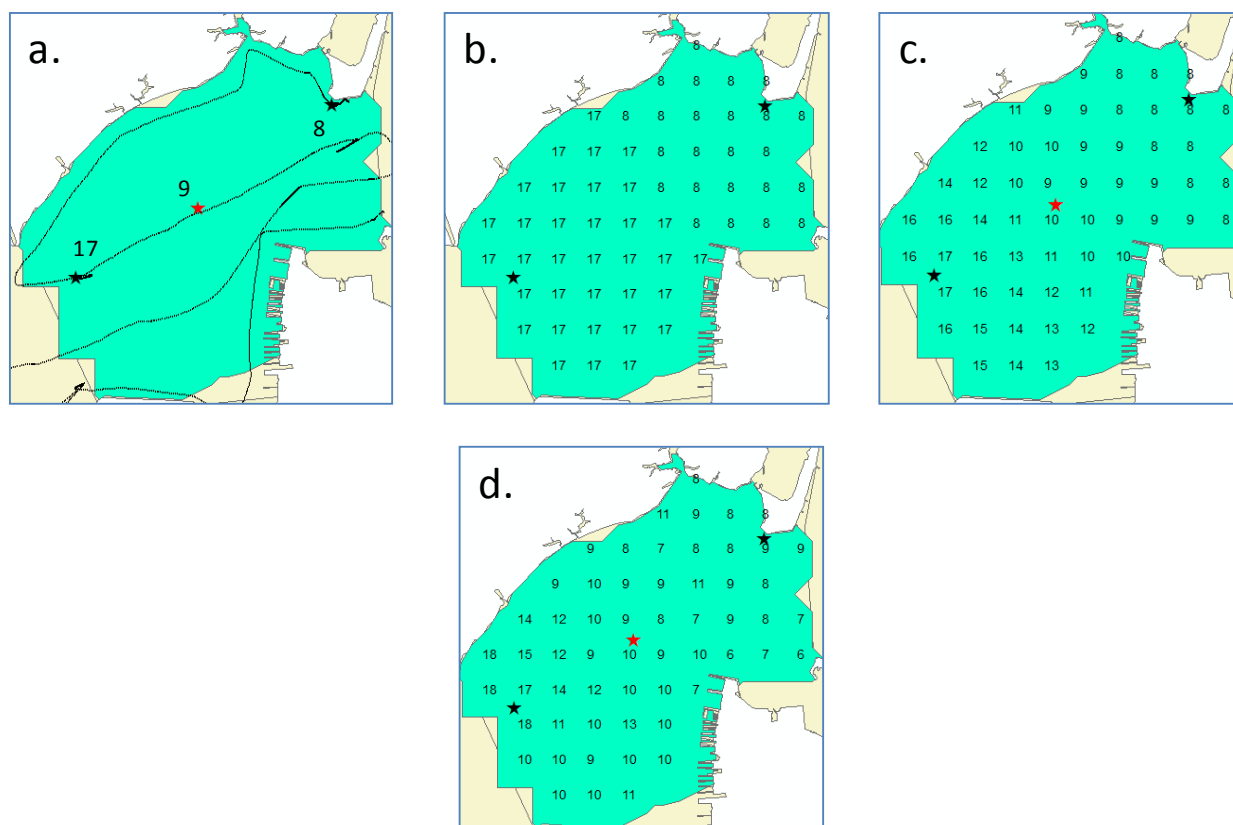 a.
8
9
17
b.
8
8 8 8 8
17 8 8 8 8 8 8
17 17 17 8 8 8 8
17 17 17 17 8 8 8 8 8
17 17 17 17 17 17 8 8 8 8
17 17 17 17 17 17 17
17 17 17 17 17
17 17 17 17 17
17 17 17
c.
8
9 8 8 8
11 9 9 8 8 8 8
12 10 10 9 9 8 8
14 12 10 9 9 9 9 8 8
16 16 14 11 10 10 9 9 9 8
16 17 16 13 11 10 10
17 16 14 12 11
16 15 14 13 12
15 14 13
d.
8
11 9 8 8
9 8 7 8 8 9 9
9 10 9 9 11 9 8
14 12 10 9 8 7 9 8 7
18 15 12 9 10 9 10 6 7 6
18 17 14 12 10 10 7
18 11 10 13 10
10 10 9 10 10
10 10 11